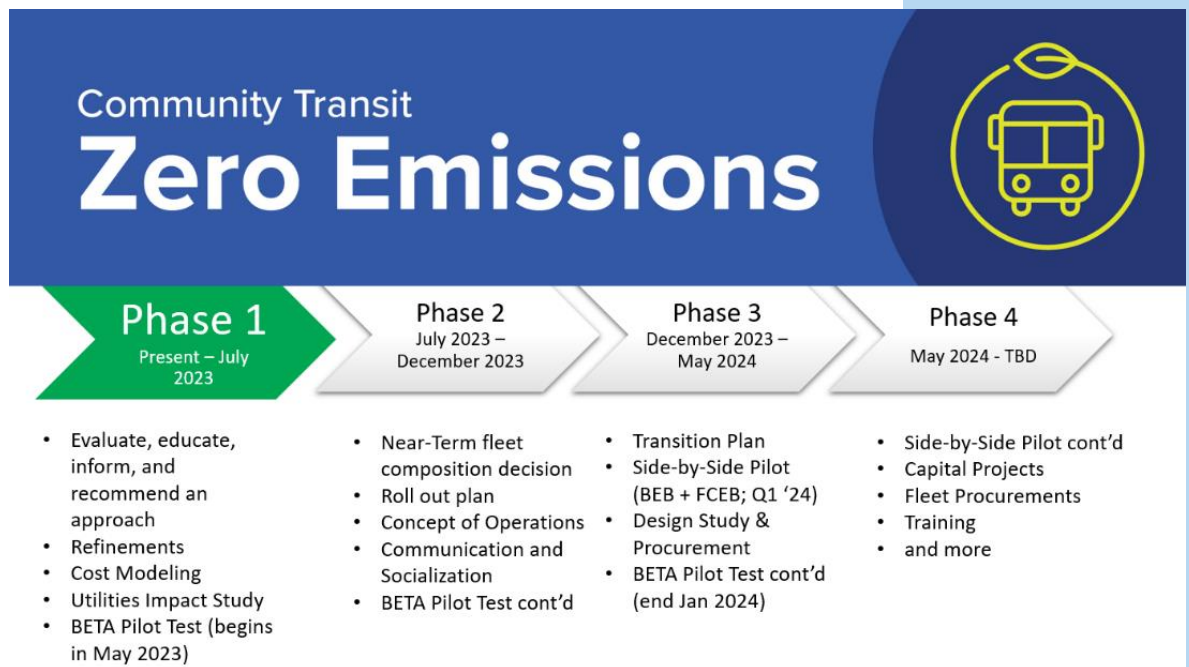 Community Transit
Zero Emissions
Phase 1
Present – July
2023
Phase 2
July 2023 –
December 2023
Phase 3
December 2023 –
May 2024
Phase 4
May 2024 - TBD
• Evaluate, educate,
inform, and
recommend an
approach
• Refinements
• Cost Modeling
• Utilities Impact Study
• BETA Pilot Test (begins
in May 2023)
• Near-Term fleet
composition decision
• Roll out plan
• Concept of Operations
• Communication and
Socialization
• BETA Pilot Test cont’d
• Transition Plan
• Side-by-Side Pilot
(BEB + FCEB; Q1 ‘24)
• Design Study &
Procurement
• BETA Pilot Test cont’d
(end Jan 2024)
• Side-by-Side Pilot cont’d
• Capital Projects
• Fleet Procurements
• Training
• and more